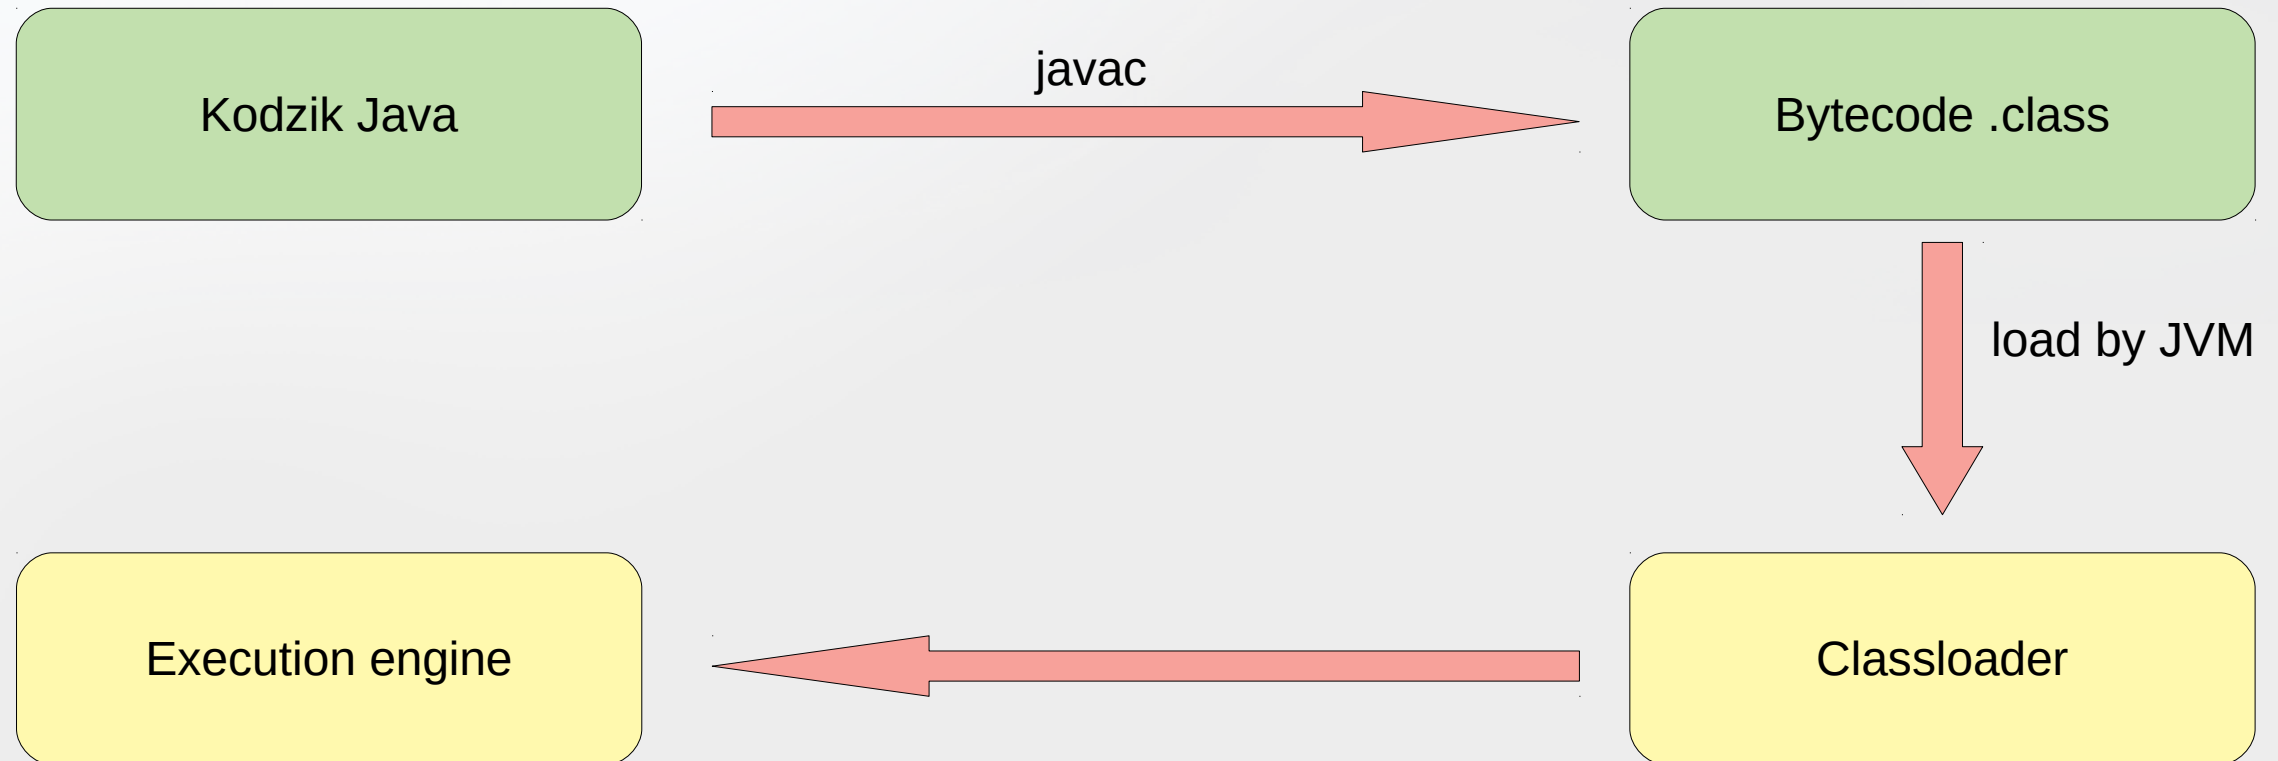 Kodzik Java
javac
Bytecode .class
load by JVM
Execution engine
Classloader